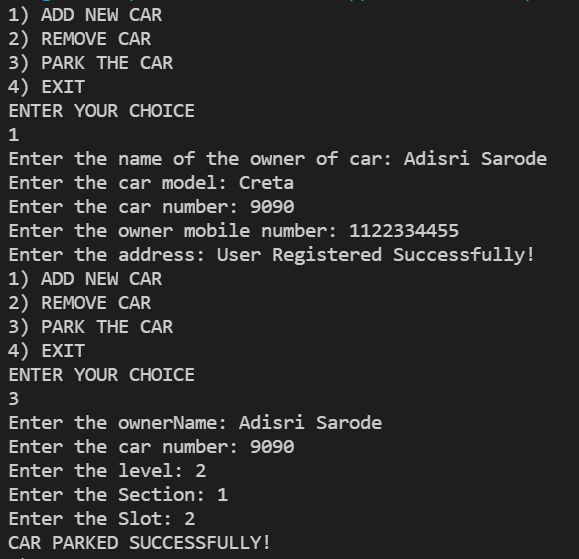 1) ADD NEW CAR
2) REMOVE CAR
3) PARK THE CAR
4) EXIT
ENTER YOUR CHOICE
1
Enter the name of the owner of car: Adisri Sarode
Enter the car model: Creta
Enter the car number: 9090
Enter the owner mobile number: 1122334455
Enter the address: User Registered Successfully!
1) ADD NEW CAR
2) REMOVE CAR
3) PARK THE CAR
4) EXIT
ENTER YOUR CHOICE
3
Enter the ownerName: Adisri Sarode
Enter the car number: 9090
Enter the level: 2
Enter the Section: 1
Enter the Slot: 2
CAR PARKED SUCCESSFULLY!